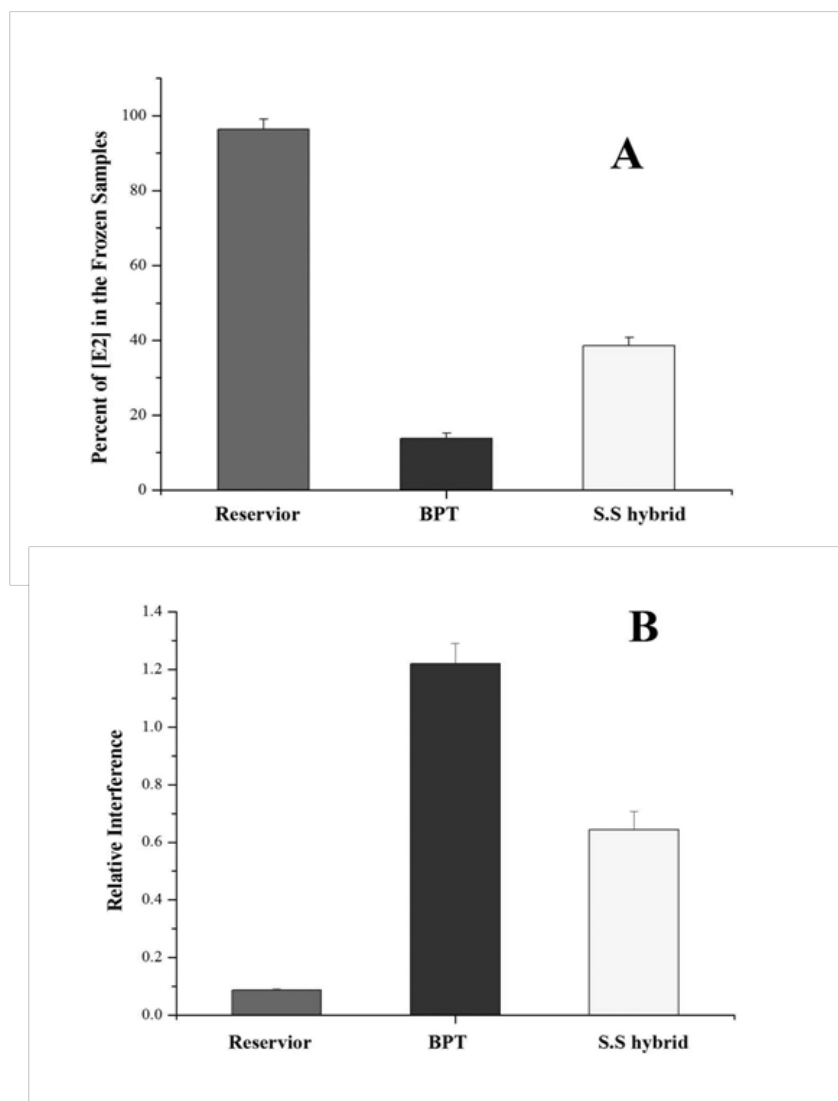 A
Percent of [E2] in the Frozen Samples
100
80
60
40
20
0
Reservior BPT S.S hybrid
B
Relative Interference
1.4
1.2
1.0
0.8
0.6
0.4
0.2
0.0
Reservior BPT S.S hybrid